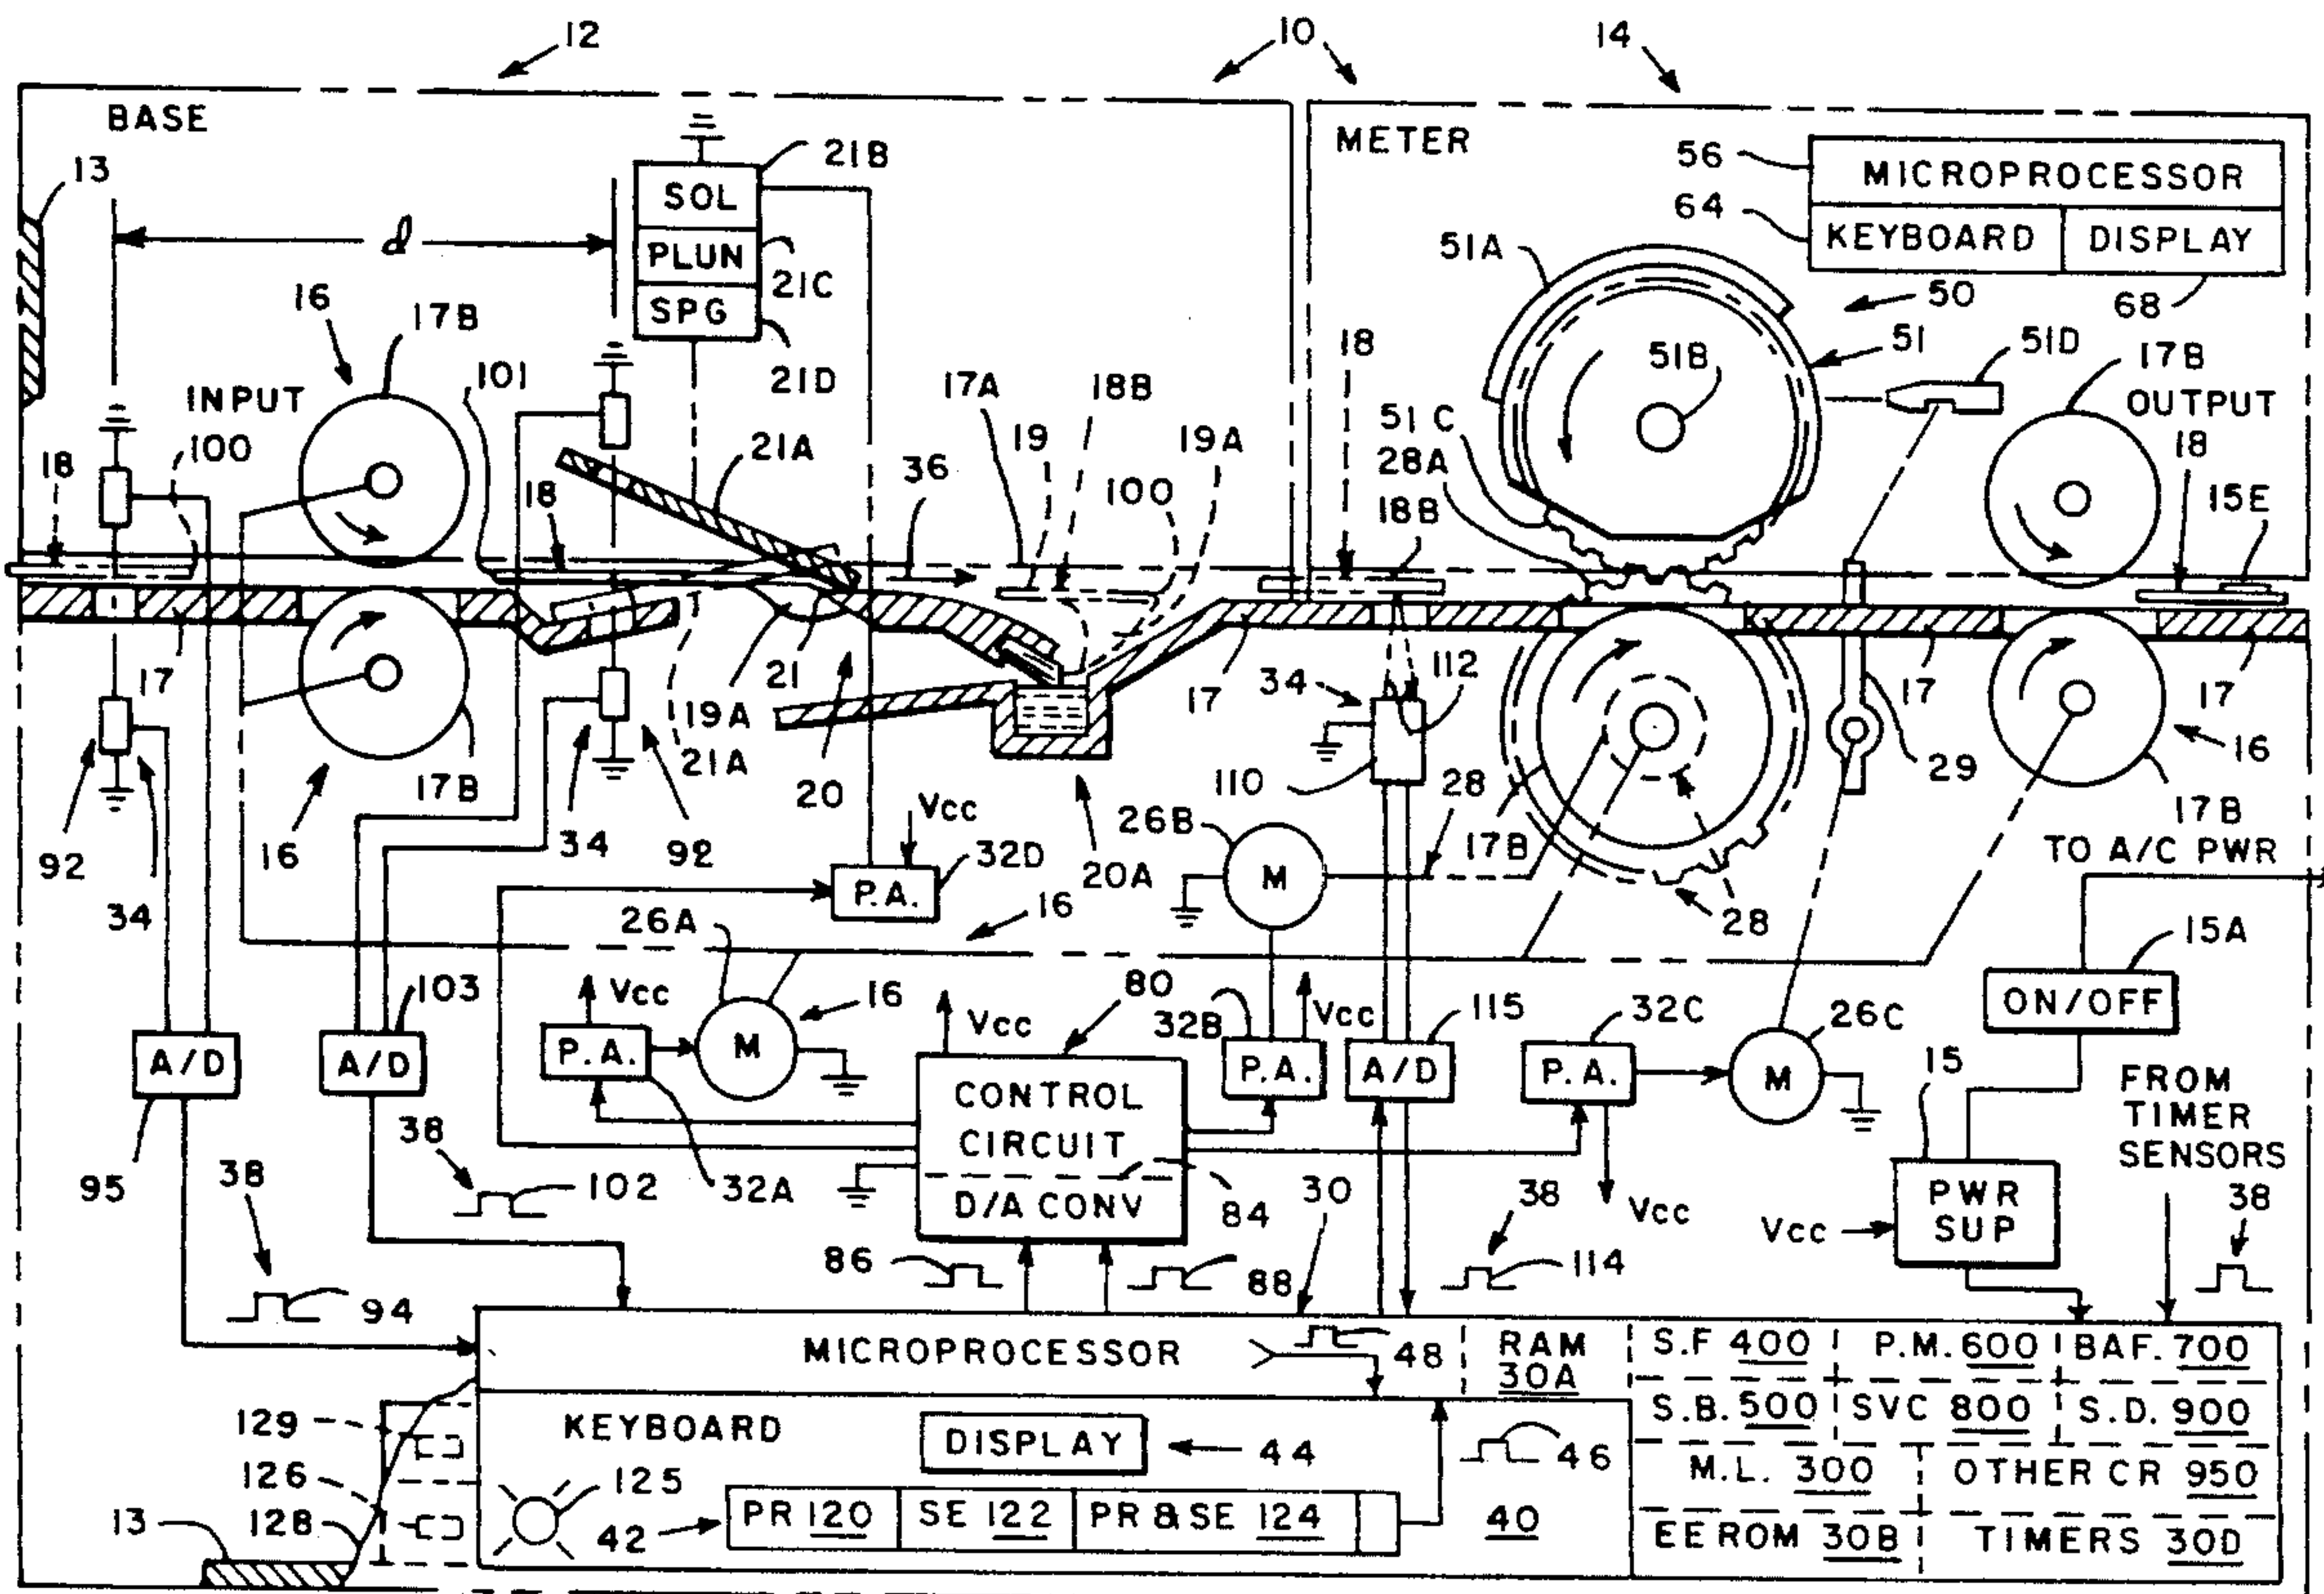 12
10
14
BASE
METER
13
SOL
21B
56
MICROPROCESSOR
64
KEYBOARD
DISPLAY
d
PLUN
21C
51A
68
16
17B
SPG
21D
18
50
51
51B
51D
17B
INPUT
101
17A
18B
OUTPUT
18
100
18
21A
36
19
100
19A
51C
28A
18B
18
15E
17
19A
21
17
34
112
17
17
21A
110
29
16
92
34
16
17B
34
92
20
20A
26B
28
17B
28
17B
Vcc
32D
P.A.
M
TO A/C PWR
26A
16
15A
ON/OFF
103
Vcc
16
80
Vcc
32B
Vcc
115
32C
26C
A/D
A/D
P.A.
M
P.A.
A/D
P.A.
M
95
38
38
102
32A
CONTROL
CIRCUIT
D/A CONV
84
30
38
Vcc
15
PWR
SUP
Vcc
FROM
TIMER
SENSORS
38
94
86
88
114
MICROPROCESSOR
48
RAM
30A
S.F 400
P.M. 600
BAF. 700
S.B. 500
SVC 800
S.D. 900
M.L. 300
OTHER CR 950
EE ROM 30B
TIMERS 30D
129
KEYBOARD
DISPLAY
44
46
126
125
13
128
42
PR 120
SE 122
PR & SE 124
40